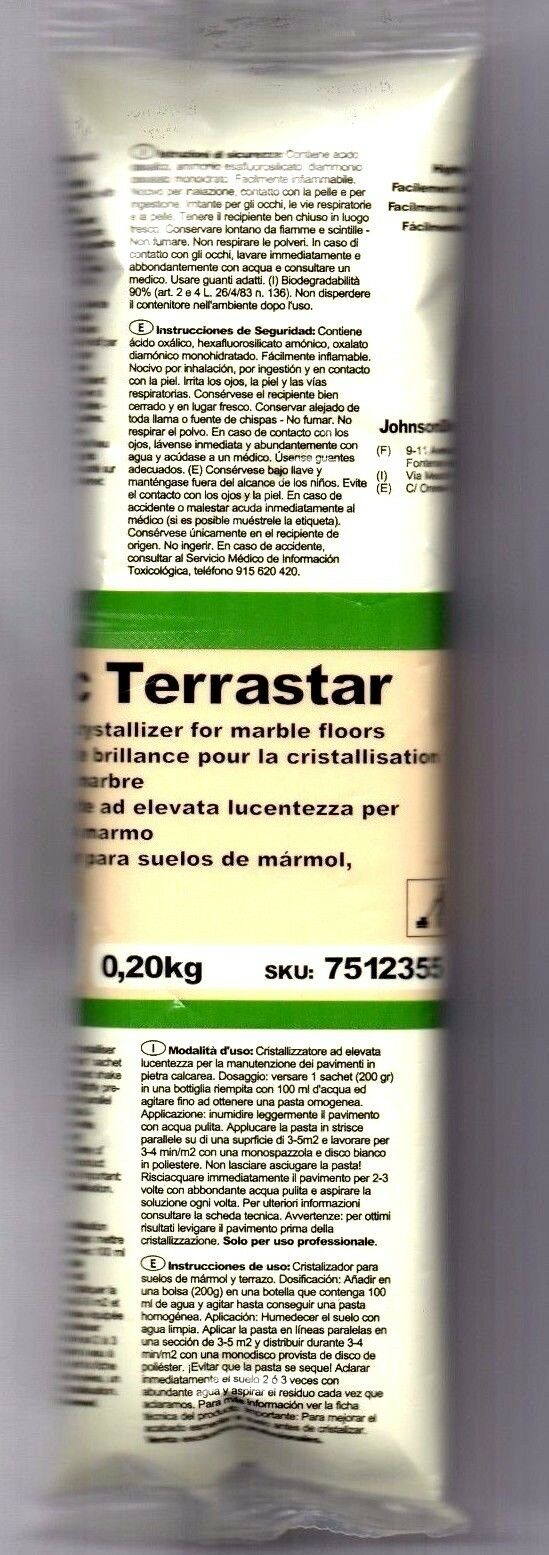 Istruzioni di sicurezza: Contiene acido
ammonio esafluorosilicato diammonio
monoidrato. Facilmente infiammabile.
Nocivo per inalazione, contatto con la pelle e per
ingestione. Irritante per gli occhi, le vie respiratorie
e la pelle. Tenere il recipiente ben chiuso in luogo
fresco. Conservare lontano da fiamme e scintille -
Non fumare. Non respirare le polveri. In caso di
contatto con gli occhi, lavare immediatamente e
abbondantemente con acqua e consultare un
medico. Usare guanti adatti. (I) Biodegradabilità
90% (art. 2 e 4 L. 26/4/83 n. 136). Non disperdere
il contenitore nell'ambiente dopo l'uso.
E Instrucciones de Seguridad: Contiene
ácido oxálico, hexafluorosilicato amónico, oxalato
diamónico monohidratado. Fácilmente inflamable.
Nocivo por inhalación, por ingestión y en contacto
con la piel. Irrita los ojos, la piel y las vías
respiratorias. Consérvese el recipiente bien
cerrado y en lugar fresco. Conservar alejado de
toda llama o fuente de chispas - No fumar. No
respirar el polvo. En caso de contacto con los
ojos, lávense inmediata y abundantemente con
agua y acúdase a un médico. Úsense guantes
adecuados. (E) Consérvese bajo llave y
manténgase fuera del alcance de los niños. Evite
el contacto con los ojos y la piel. En caso de
accidente o malestar acuda inmediatamente al
médico (si es posible muéstrele la etiqueta).
Consérvese únicamente en el recipiente de
origen. No ingerir. En caso de accidente,
consultar al Servicio Médico de Información
Toxicológica, teléfono 915 620 420.
Johnson
(F) 9-11
(I) Via
(E) C/
c Terrastar
ystallizer for marble floors
brillance pour la cristallisation
marbre
ad elevata lucentezza per
marmo
para suelos de mármol,
0,20kg SKU: 7512355
I Modalità d'uso: Cristallizzatore ad elevata
lucentezza per la manutenzione dei pavimenti in
pietra calcarea. Dosaggio: versare 1 sachet (200 gr)
in una bottiglia riempita con 100 ml d'acqua ed
agitare fino ad ottenere una pasta omogenea.
Applicazione: inumidire leggermente il pavimento
con acqua pulita. Applucare la pasta in strisce
parallele su di una suprficie di 3-5m2 e lavorare per
3-4 min/m2 con una monospazzola e disco bianco
in poliestere. Non lasciare asciugare la pasta!
Risciacquare immediatamente il pavimento per 2-3
volte con abbondante acqua pulita e aspirare la
soluzione ogni volta. Per ulteriori informazioni
consultare la scheda tecnica. Avvertenze: per ottimi
risultati levigare il pavimento prima della
cristallizzazione. Solo per uso professionale.
E Instrucciones de uso: Cristalizador para
suelos de mármol y terrazo. Dosificación: Añadir en
una bolsa (200g) en una botella que contenga 100
ml de agua y agitar hasta conseguir una pasta
homogénea. Aplicación: Humedecer el suelo con
agua limpia. Aplicar la pasta en líneas paralelas en
una sección de 3-5 m2 y distribuir durante 3-4
min/m2 con una monodisco provista de disco de
poliéster. ¡Evitar que la pasta se seque! Aclarar
inmediatamente el suelo 2 ó 3 veces con
abundante agua y aspirar el residuo cada vez que
aclaramos. Para más información ver la ficha
técnica del producto. Importante: Para mejorar el
antes de cristalizar.